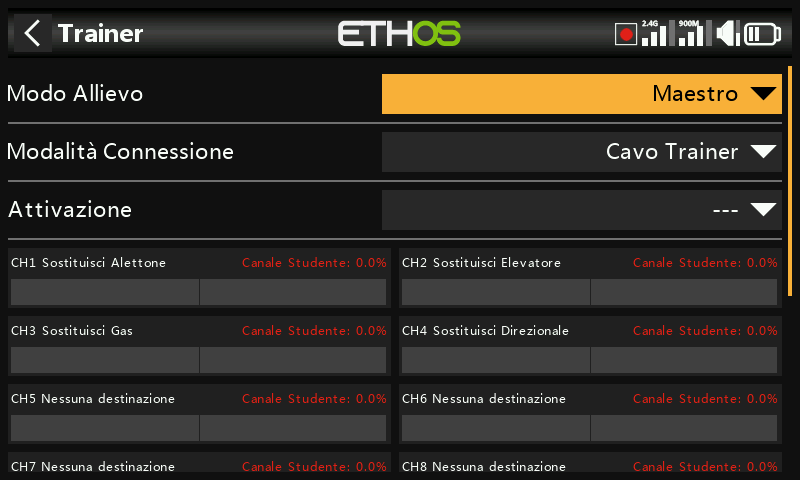 Trainer
ETHOS
2.4G
900M
Modo Allievo
Maestro
Modalità Connessione
Cavo Trainer
Attivazione
---
CH1 Sostituisci Alettone
Canale Studente: 0.0%
CH2 Sostituisci Elevatore
Canale Studente: 0.0%
CH3 Sostituisci Gas
Canale Studente: 0.0%
CH4 Sostituisci Direzionale
Canale Studente: 0.0%
CH5 Nessuna destinazione
Canale Studente: 0.0%
CH6 Nessuna destinazione
Canale Studente: 0.0%
CH7 Nessuna destinazione
Canale Studente: 0.0%
CH8 Nessuna destinazione
Canale Studente: 0.0%